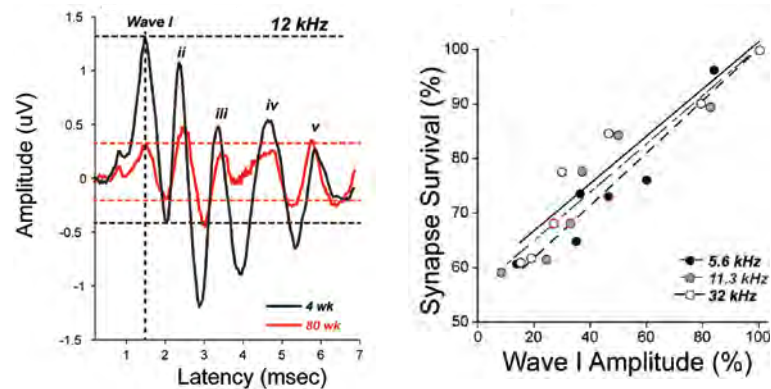 Wave I
12 kHz
ii
iii
iv
v
1.5
1
0.5
0
-0.5
-1
-1.5
Amplitude (uV)
4 wk
80 wk
1 2 3 4 5 6 7
Latency (msec)
100
90
80
70
60
50
Synapse Survival (%)
5.6 kHz
11.3 kHz
32 kHz
0 20 40 60 80 100
Wave I Amplitude (%)